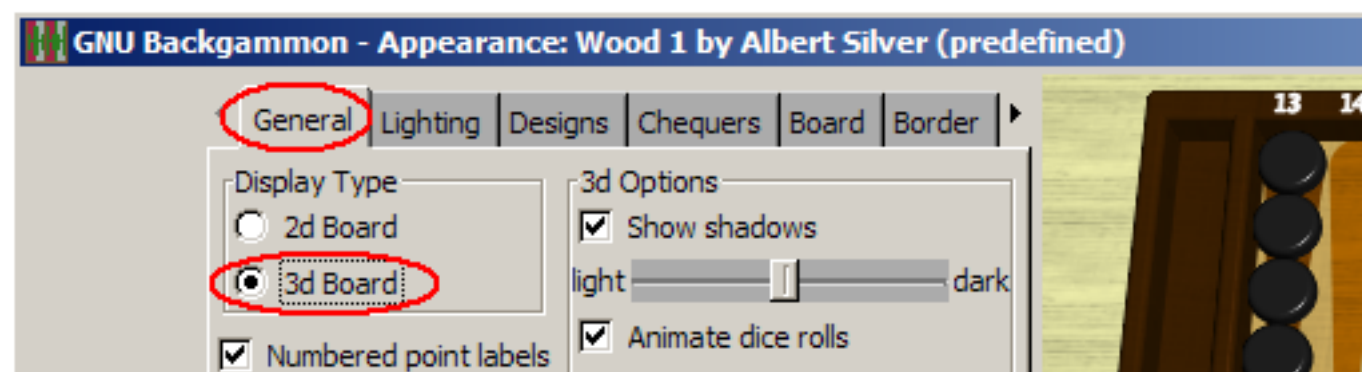 GNU Backgammon - Appearance: Wood 1 by Albert Silver (predefined)
General Lighting Designs Chequers Board Border
13 14
Display Type
2d Board
3d Board
Numbered point labels
3d Options
Show shadows
light dark
Animate dice rolls